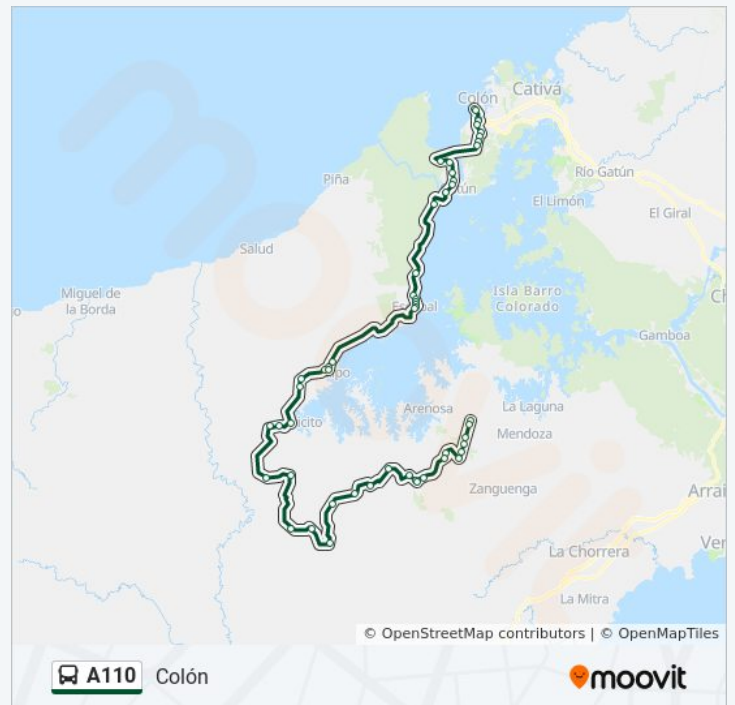 Colón
Cativá
Río Gatún
El Limón
El Giral
Piña
Salud
Miguel de
la Borda
Isla Barro
Colorado
Gamboa
Arenosa
La Laguna
Mendoza
Zanguenga
Arrai
La Chorrera
Ver
La Mitra
© OpenStreetMap contributors | © OpenMapTiles
A110 Colón
moovit